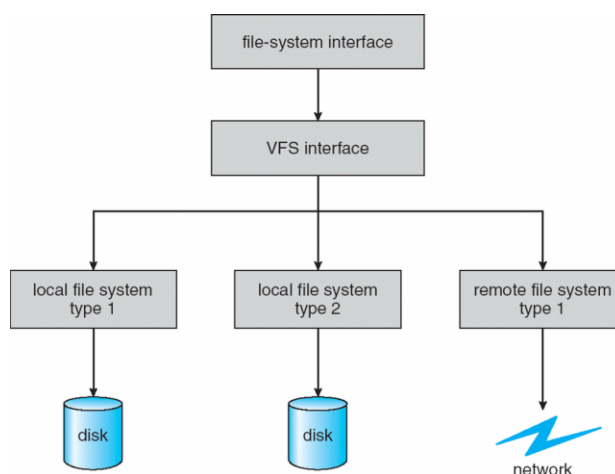 file-system interface
VFS interface
local file system
type 1
local file system
type 2
remote file system
type 1
disk
disk
network